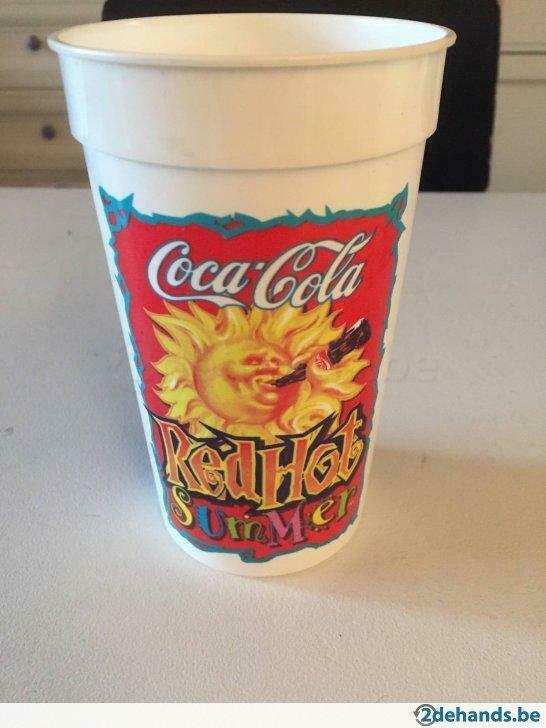 Coca-Cola
Red Hot
SUmMer
2dehands.be